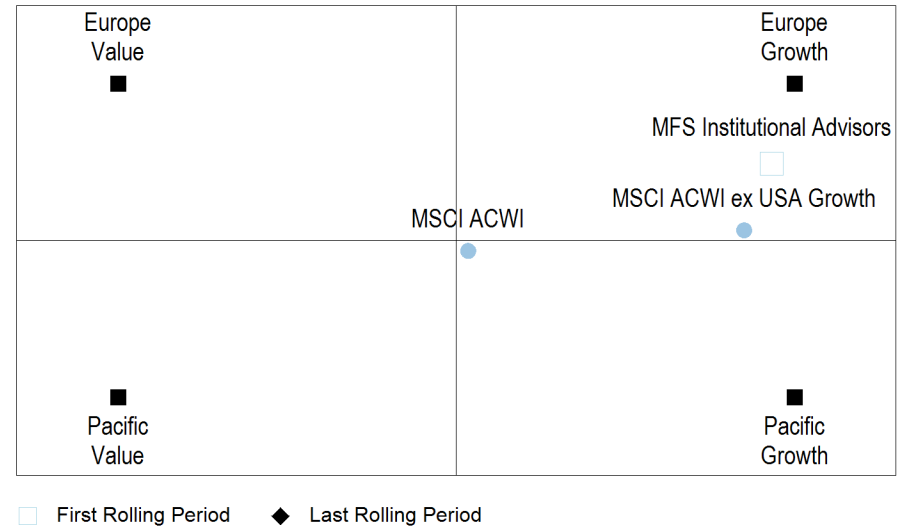 Europe
Value
Europe
Growth
MFS Institutional Advisors
MSCI ACWI ex USA Growth
MSCI ACWI
Pacific
Value
Pacific
Growth
First Rolling Period
Last Rolling Period